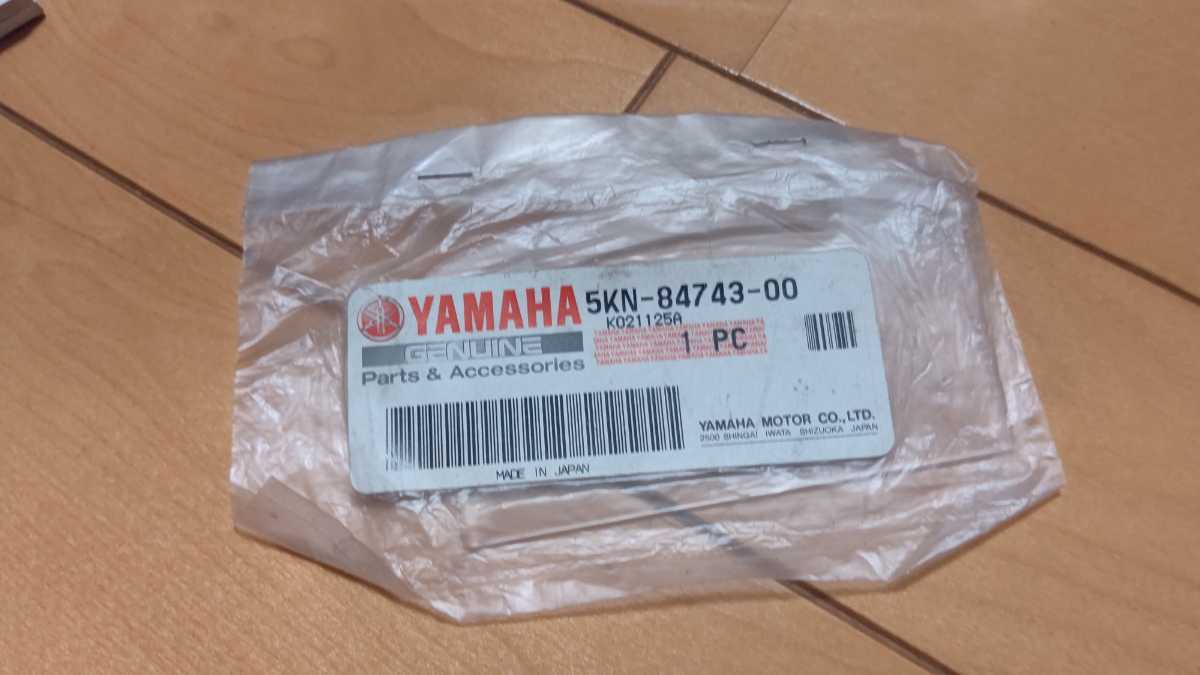 YAMAHA
5KN-84743-00
K021125A
GENUINE
1 PC
Parts & Accessories
YAMAHA MOTOR CO.,LTD.
2500 SHINGAI IWATA SHIZUOKA JAPAN
MADE IN JAPAN